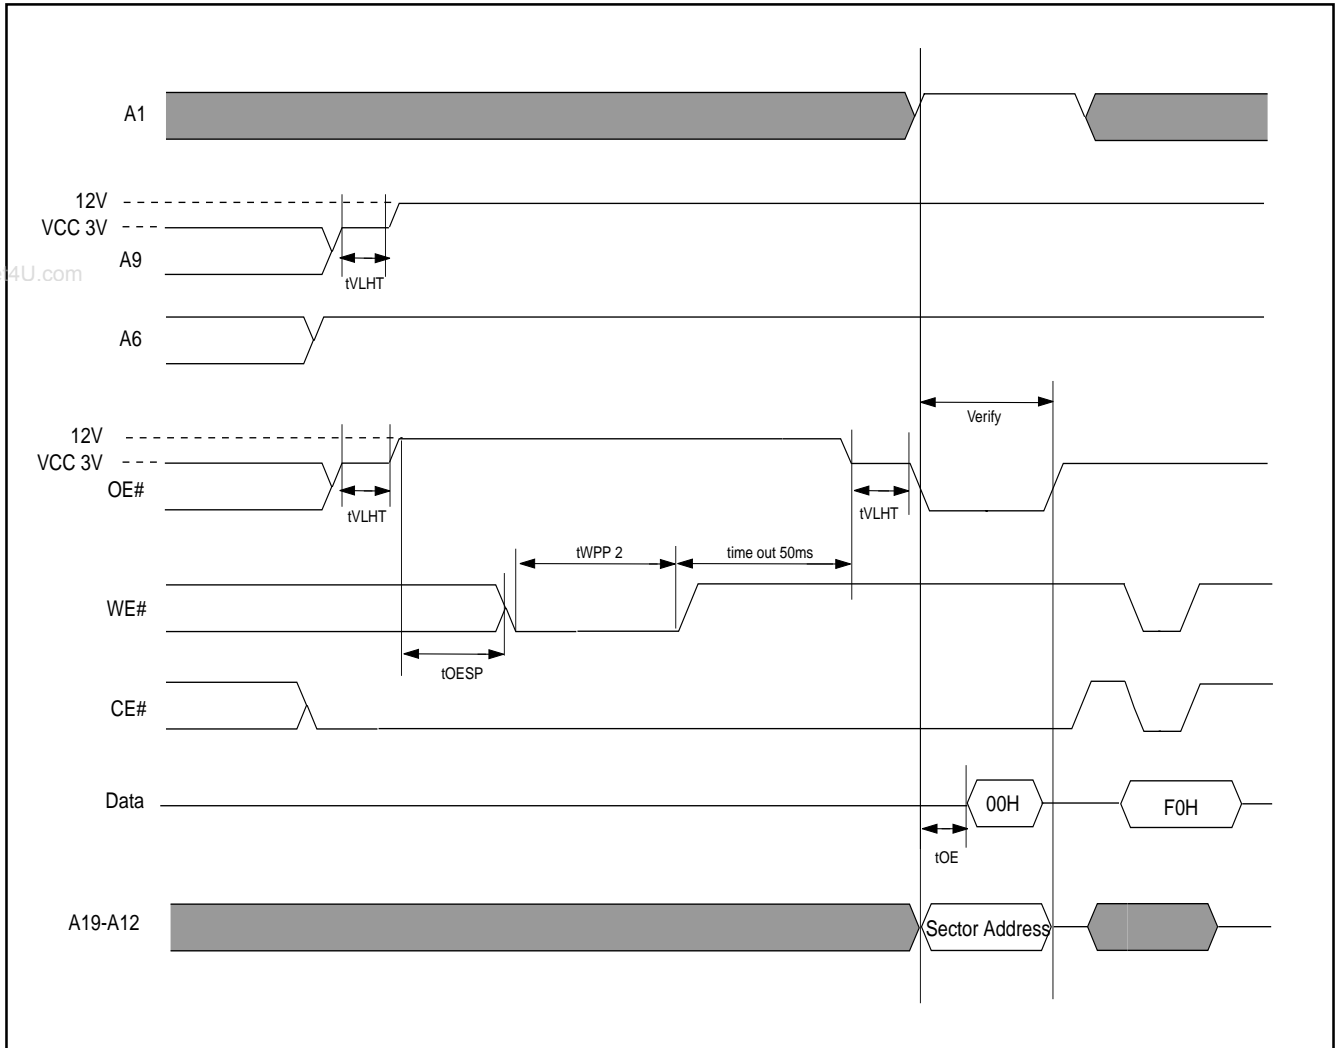 A1
12V
VCC 3V
A9
et4U.com
tVLHT
A6
Verify
12V
VCC 3V
OE#
tVLHT
tVLHT
tWPP 2
time out 50ms
WE#
tOESP
CE#
Data
00H
F0H
tOE
A19-A12
Sector Address